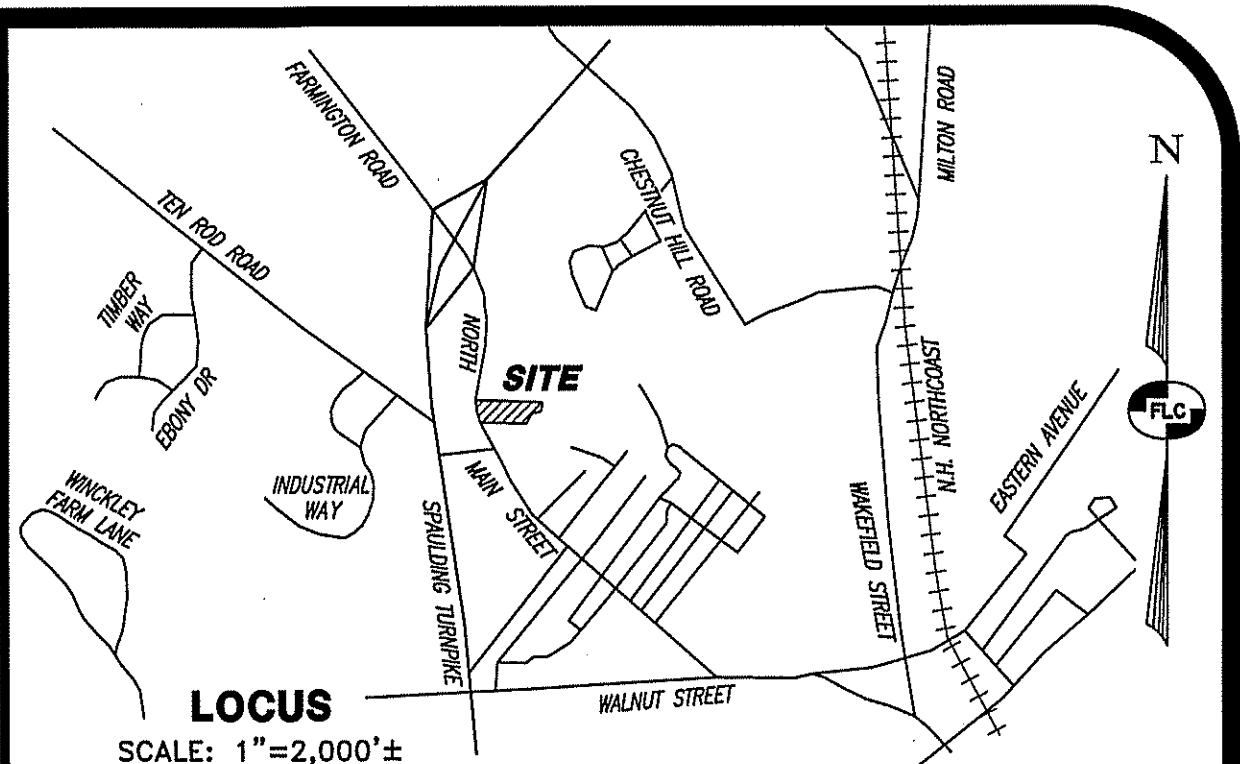 FARMINGTON ROAD
MILTON ROAD
N
CHESTNUT HILL ROAD
TEN ROD ROAD
TIMBER
WAY
NORTH
SITE
N.H. NORTHCOAST
EBONY DR
FLC
EASTERN AVENUE
MAIN
STREET
INDUSTRIAL
WAY
WINCKLEY
FARM LANE
SPAULDING TURNPIKE
WAKEFIELD STREET
WALNUT STREET
LOCUS
SCALE: 1"=2,000'±